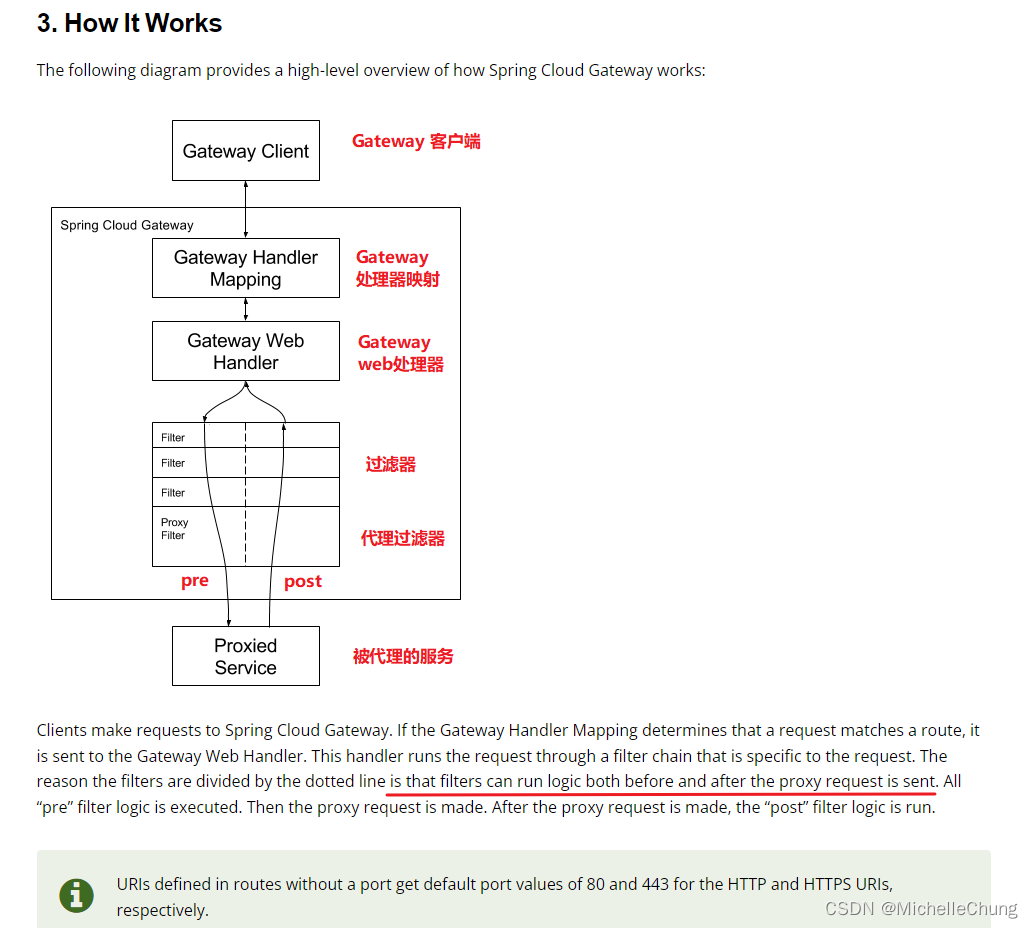 3. How It Works
The following diagram provides a high-level overview of how Spring Cloud Gateway works:
Gateway Client
Gateway 客户端
Spring Cloud Gateway
Gateway Handler
Mapping
Gateway
处理器映射
Gateway Web
Handler
Gateway
web处理器
Filter
Filter
过滤器
Filter
Proxy
Filter
代理过滤器
pre
post
Proxied
Service
被代理的服务
Clients make requests to Spring Cloud Gateway. If the Gateway Handler Mapping determines that a request matches a route, it
is sent to the Gateway Web Handler. This handler runs the request through a filter chain that is specific to the request. The
reason the filters are divided by the dotted line is that filters can run logic both before and after the proxy request is sent. All
“pre” filter logic is executed. Then the proxy request is made. After the proxy request is made, the “post” filter logic is run.
URIs defined in routes without a port get default port values of 80 and 443 for the HTTP and HTTPS URIs,
respectively.
CSDN @MichelleChung